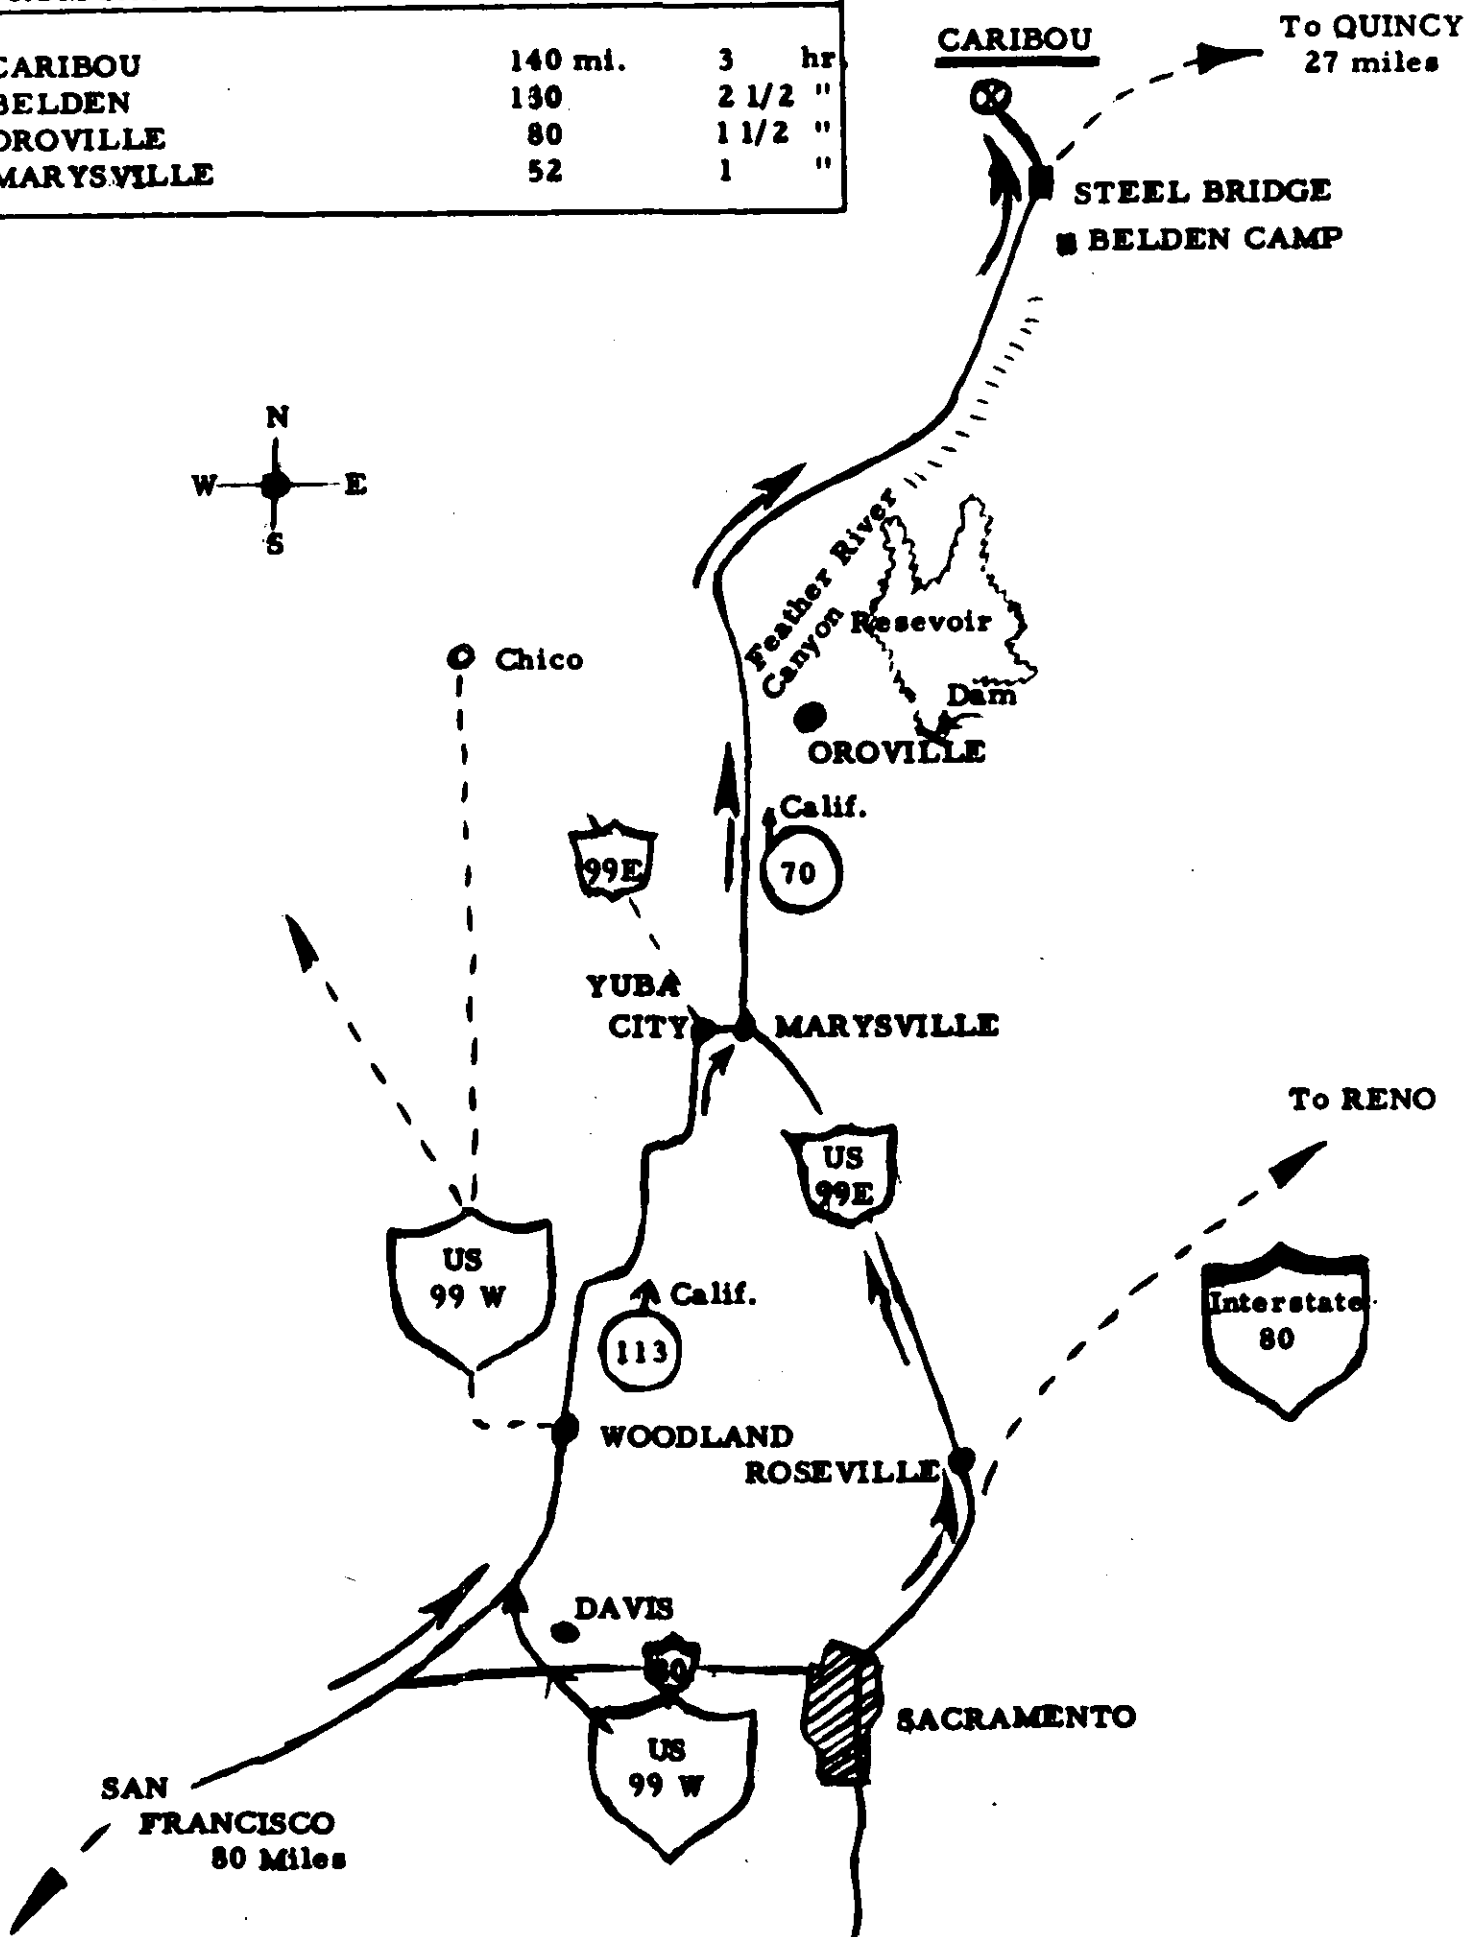 CARIBOU 140 mi. 3 hr.
BELDEN 130 2 1/2 "
OROVILLE 80 1 1/2 "
MARYSVILLE 52 1 "
CARIBOU
To QUINCY
27 miles
STEEL BRIDGE
BELDEN CAMP
N
W E
S
Feather River
Canyon
Resevoir
Dam
Chico
OROVILLE
Calif.
70
99E
YUBA
CITY
MARYSVILLE
To RENO
US
99E
US
99 W
Interstate
80
Calif.
113
WOODLAND
ROSEVILLE
DAVIS
80
SACRAMENTO
US
99 W
SAN
FRANCISCO
80 Miles